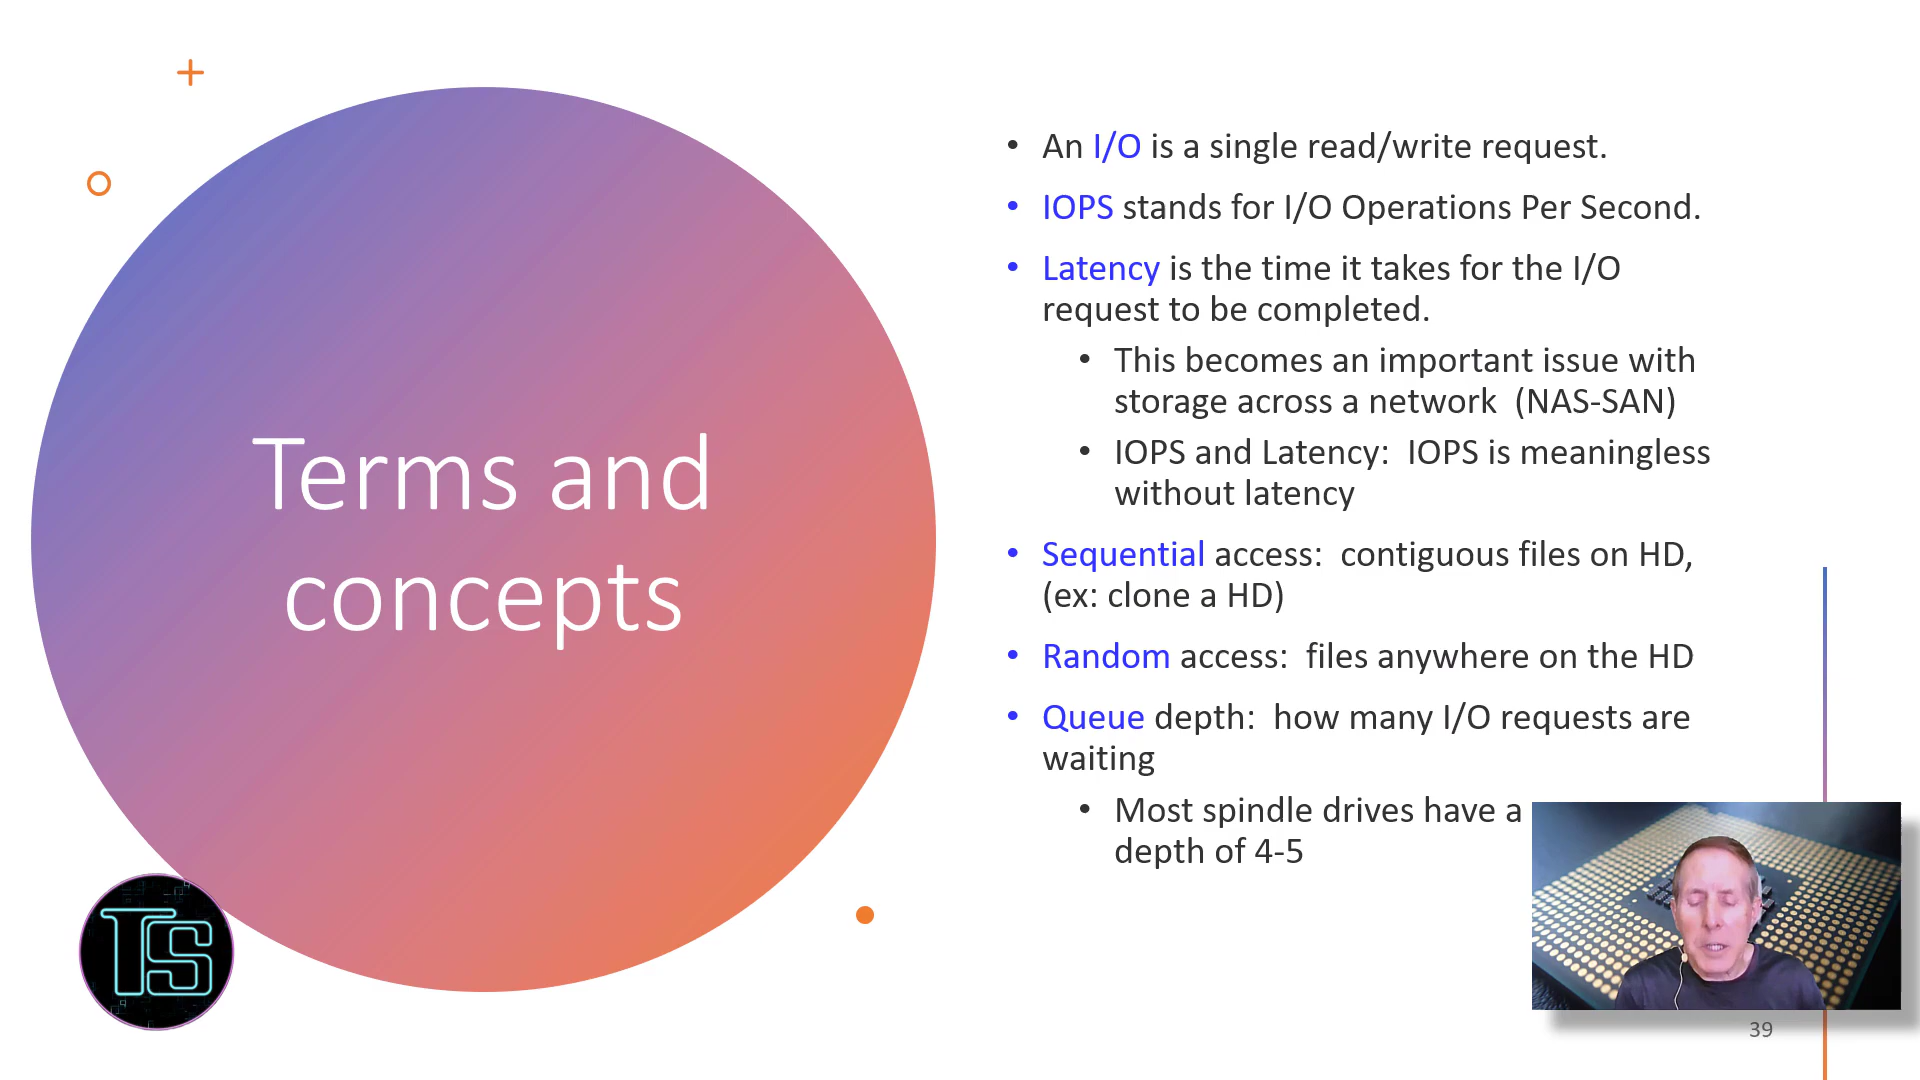 Terms and
concepts
• An I/O is a single read/write request.
• IOPS stands for I/O Operations Per Second.
• Latency is the time it takes for the I/O
request to be completed.
• This becomes an important issue with
storage across a network (NAS-SAN)
• IOPS and Latency: IOPS is meaningless
without latency
• Sequential access: contiguous files on HD,
(ex: clone a HD)
• Random access: files anywhere on the HD
• Queue depth: how many I/O requests are
waiting
• Most spindle drives have a
depth of 4-5
TS
39